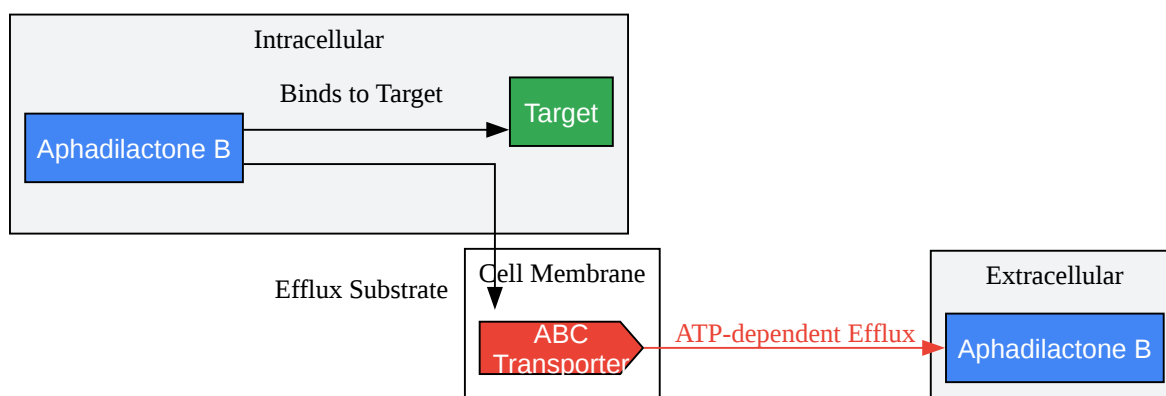 Intracellular
Binds to Target
Target
Aphadilactone B
Efflux Substrate
Cell Membrane
ABC
Transporter
ATP-dependent Efflux
Extracellular
Aphadilactone B